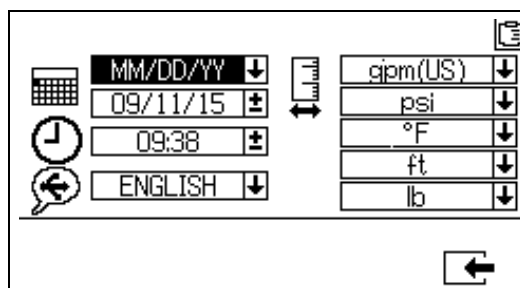 MM/DD/YY
09/11/15
09:38
ENGLISH
gpm(US)
psi
°F
ft
lb